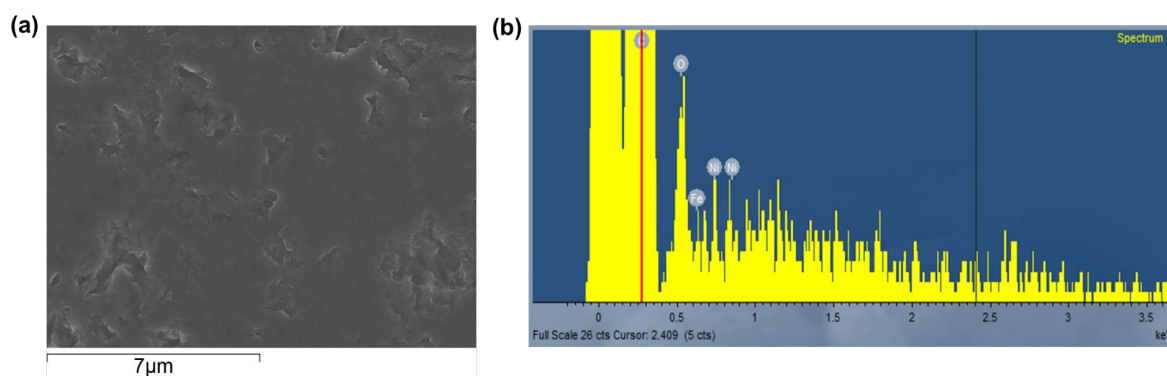 (a)
7μm
(b)
Spectrum
O
Ni Ni
Fe
0 0.5 1 1.5 2 2.5 3 3.5
Full Scale 26 cts Cursor: 2.409 (5 cts)